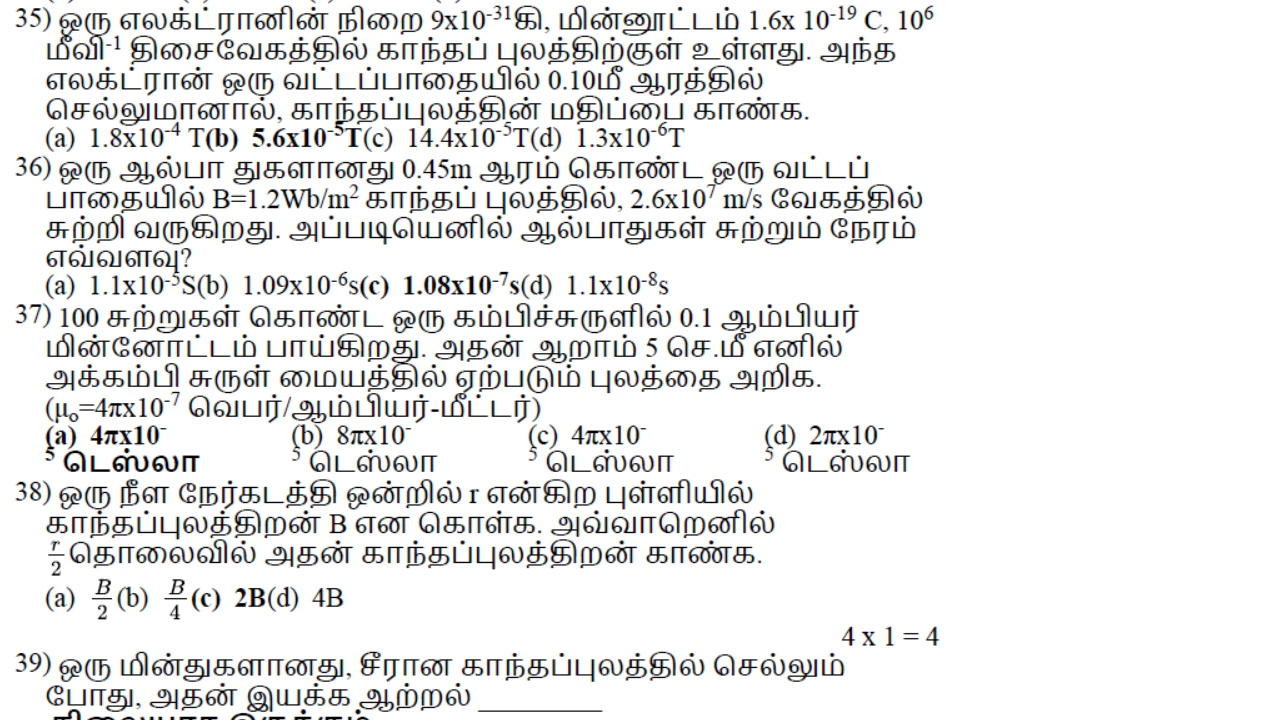 35) ஒரு எலக்ட்ரானின் நிறை 9x10-31கி, மின்னூட்டம் 1.6x 10-19 C, 106
மீவி-1 திசைவேகத்தில் காந்தப் புலத்திற்குள் உள்ளது. அந்த
எலக்ட்ரான் ஒரு வட்டப்பாதையில் 0.10மீ ஆரத்தில்
செல்லுமானால், காந்தப்புலத்தின் மதிப்பை காண்க.
(a) 1.8x10-4 T(b) 5.6x10-5T(c) 14.4x10-5T(d) 1.3x10-6T
36) ஒரு ஆல்பா துகளானது 0.45m ஆரம் கொண்ட ஒரு வட்டப்
பாதையில் B=1.2Wb/m2 காந்தப் புலத்தில், 2.6x107 m/s வேகத்தில்
சுற்றி வருகிறது. அப்படியெனில் ஆல்பாதுகள் சுற்றும் நேரம்
எவ்வளவு?
(a) 1.1x10-5S(b) 1.09x10-6s(c) 1.08x10-7s(d) 1.1x10-8s
37) 100 சுற்றுகள் கொண்ட ஒரு கம்பிச்சுருளில் 0.1 ஆம்பியர்
மின்னோட்டம் பாய்கிறது. அதன் ஆறாம் 5 செ.மீ எனில்
அக்கம்பி சுருள் மையத்தில் ஏற்படும் புலத்தை அறிக.
(μo=4πx10-7 வெபர்/ஆம்பியர்-மீட்டர்)
(a) 4πx10- (b) 8πx10- (c) 4πx10- (d) 2πx10-
5 டெஸ்லா 5 டெஸ்லா 5 டெஸ்லா 5 டெஸ்லா
38) ஒரு நீள நேர்கடத்தி ஒன்றில் r என்கிற புள்ளியில்
காந்தப்புலத்திறன் B என கொள்க. அவ்வாறெனில்
r/2 தொலைவில் அதன் காந்தப்புலத்திறன் காண்க.
(a) B/2 (b) B/4 (c) 2B(d) 4B
4 x 1 = 4
39) ஒரு மின்துகளானது, சீரான காந்தப்புலத்தில் செல்லும்
போது, அதன் இயக்க ஆற்றல் _________